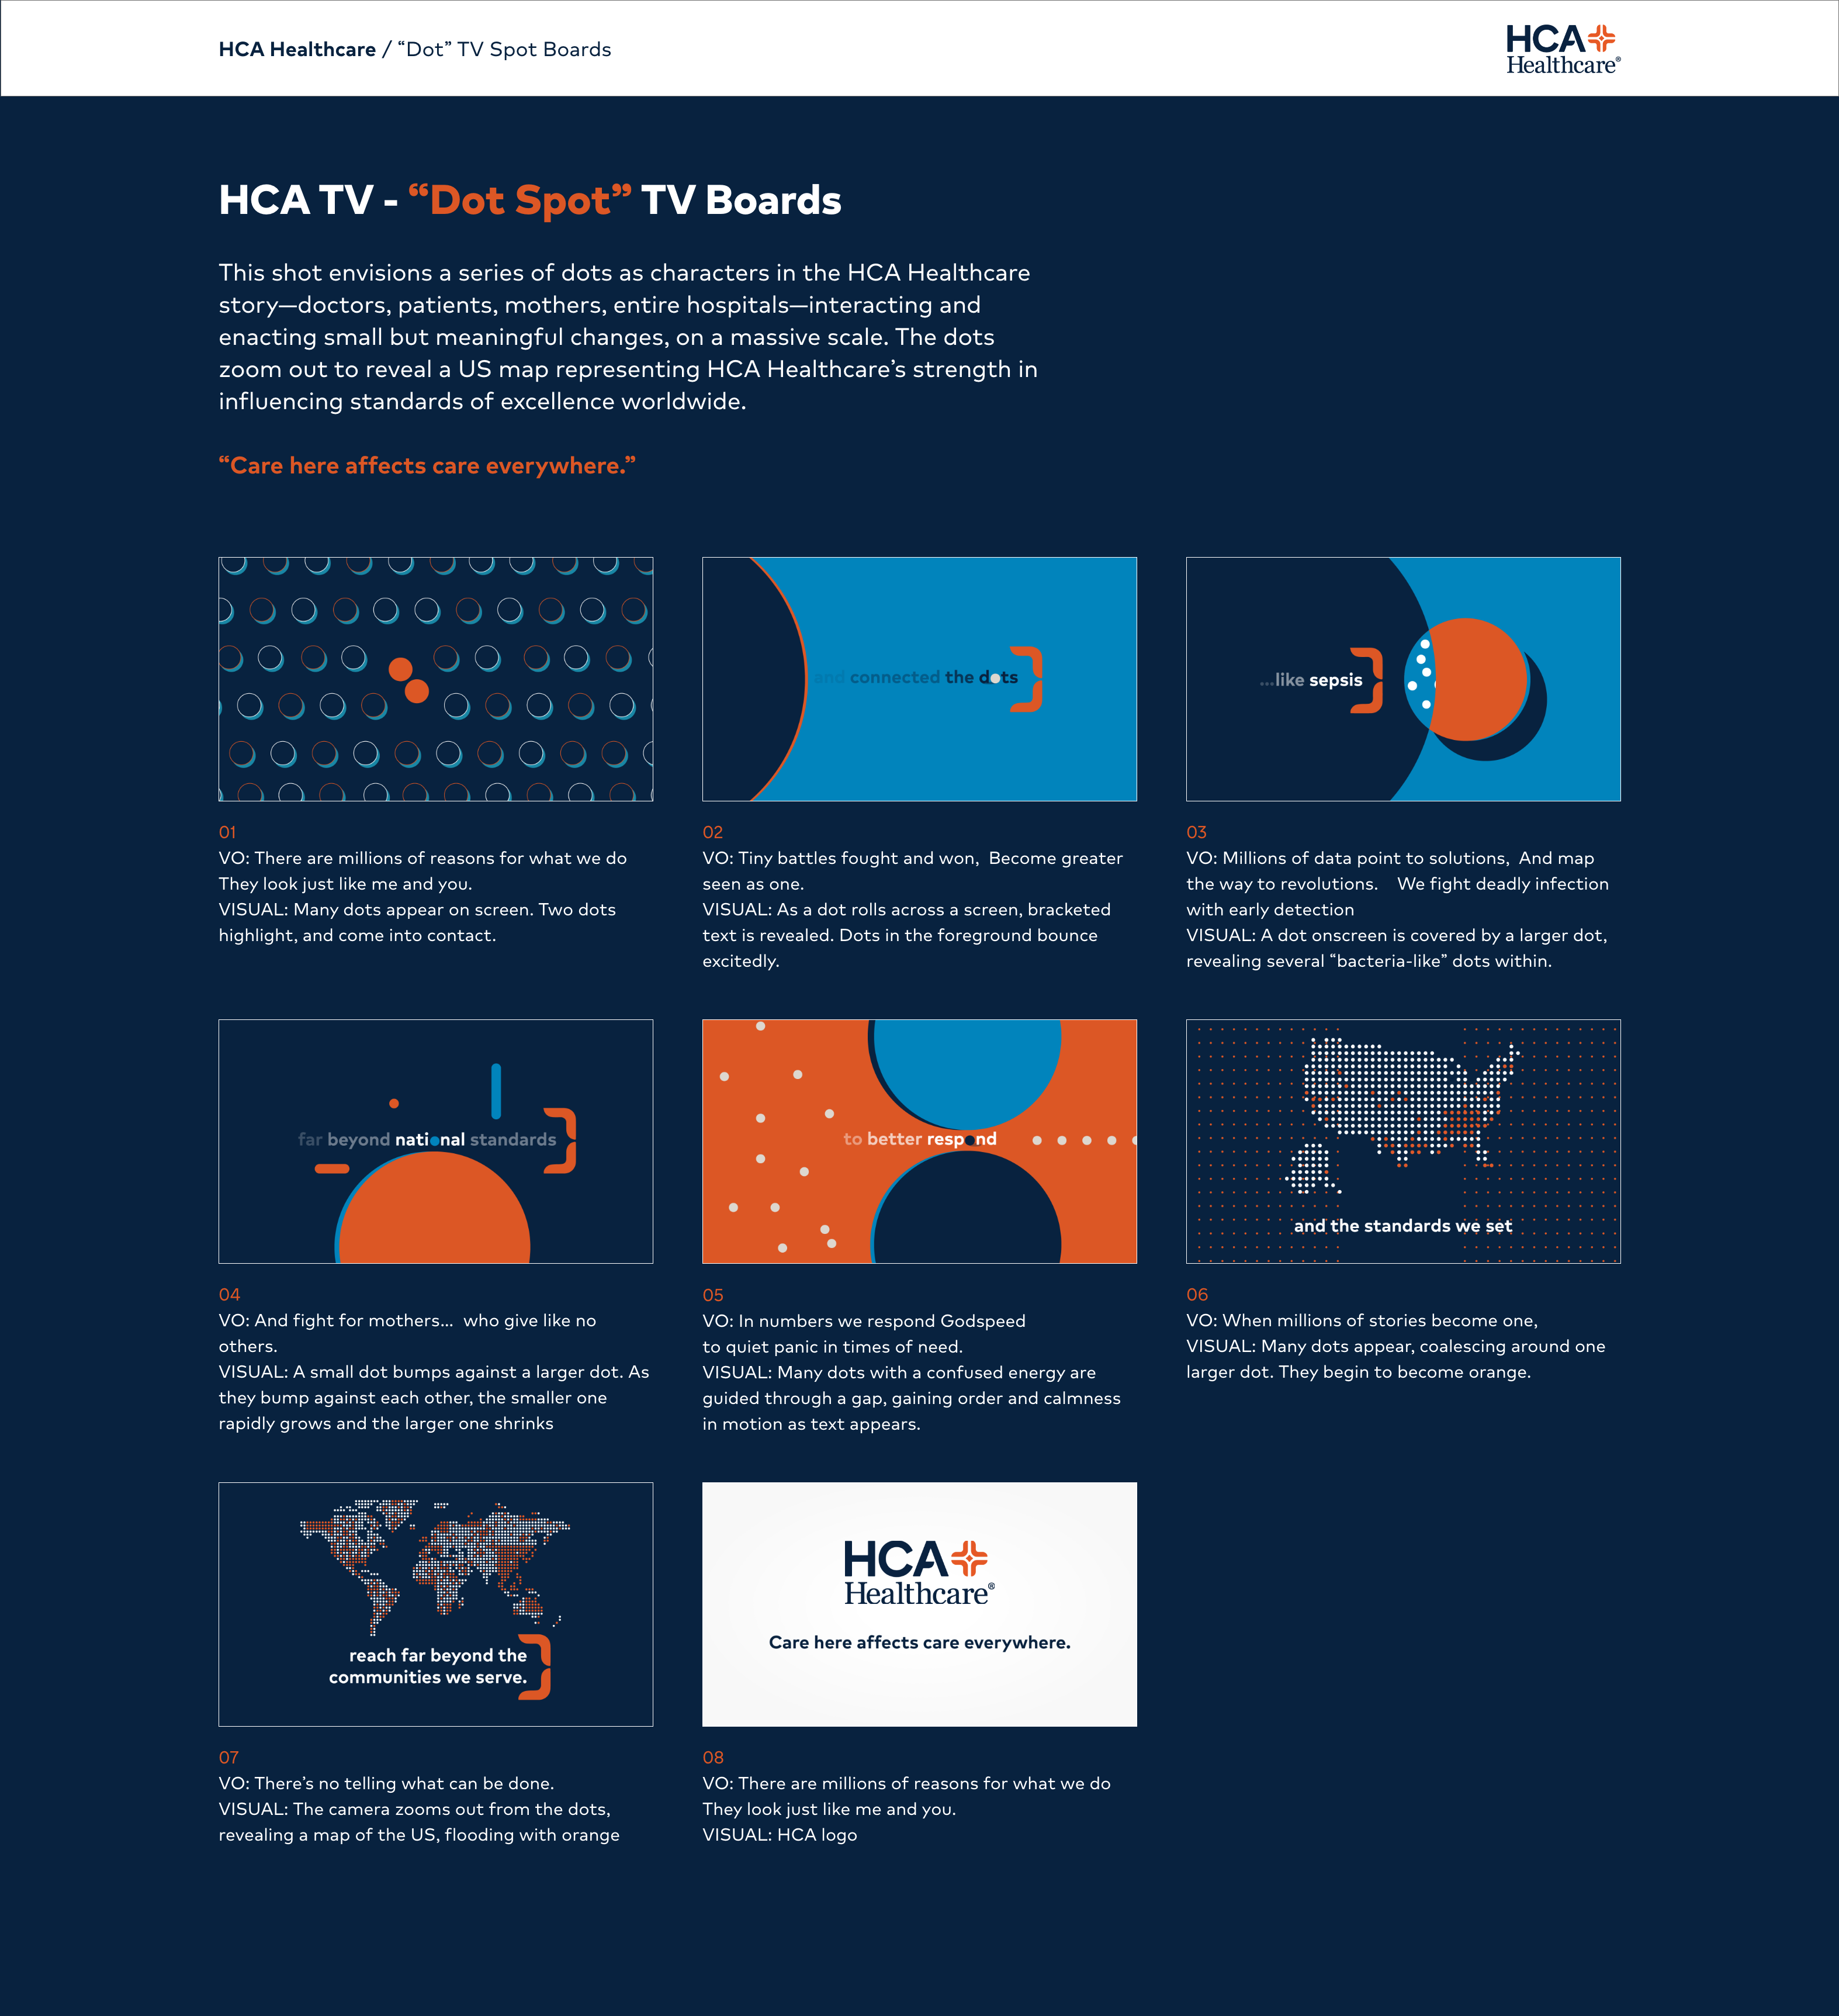 HCA Healthcare / “Dot” TV Spot Boards
HCA
Healthcare®
HCA TV - “Dot Spot” TV Boards
This shot envisions a series of dots as characters in the HCA Healthcare
story—doctors, patients, mothers, entire hospitals—interacting and
enacting small but meaningful changes, on a massive scale. The dots
zoom out to reveal a US map representing HCA Healthcare’s strength in
influencing standards of excellence worldwide.
“Care here affects care everywhere.”
and connected the dots
...like sepsis
01
VO: There are millions of reasons for what we do
They look just like me and you.
VISUAL: Many dots appear on screen. Two dots
highlight, and come into contact.
02
VO: Tiny battles fought and won,  Become greater
seen as one.
VISUAL: As a dot rolls across a screen, bracketed
text is revealed. Dots in the foreground bounce
excitedly.
03
VO: Millions of data point to solutions,  And map
the way to revolutions.    We fight deadly infection
with early detection
VISUAL: A dot onscreen is covered by a larger dot,
revealing several “bacteria-like” dots within.
far beyond national standards
to better respond
and the standards we set
04
VO: And fight for mothers...  who give like no
others.
VISUAL: A small dot bumps against a larger dot. As
they bump against each other, the smaller one
rapidly grows and the larger one shrinks
05
VO: In numbers we respond Godspeed
to quiet panic in times of need.
VISUAL: Many dots with a confused energy are
guided through a gap, gaining order and calmness
in motion as text appears.
06
VO: When millions of stories become one,
VISUAL: Many dots appear, coalescing around one
larger dot. They begin to become orange.
reach far beyond the
communities we serve.
HCA
Healthcare®
Care here affects care everywhere.
07
VO: There’s no telling what can be done.
VISUAL: The camera zooms out from the dots,
revealing a map of the US, flooding with orange
08
VO: There are millions of reasons for what we do
They look just like me and you.
VISUAL: HCA logo